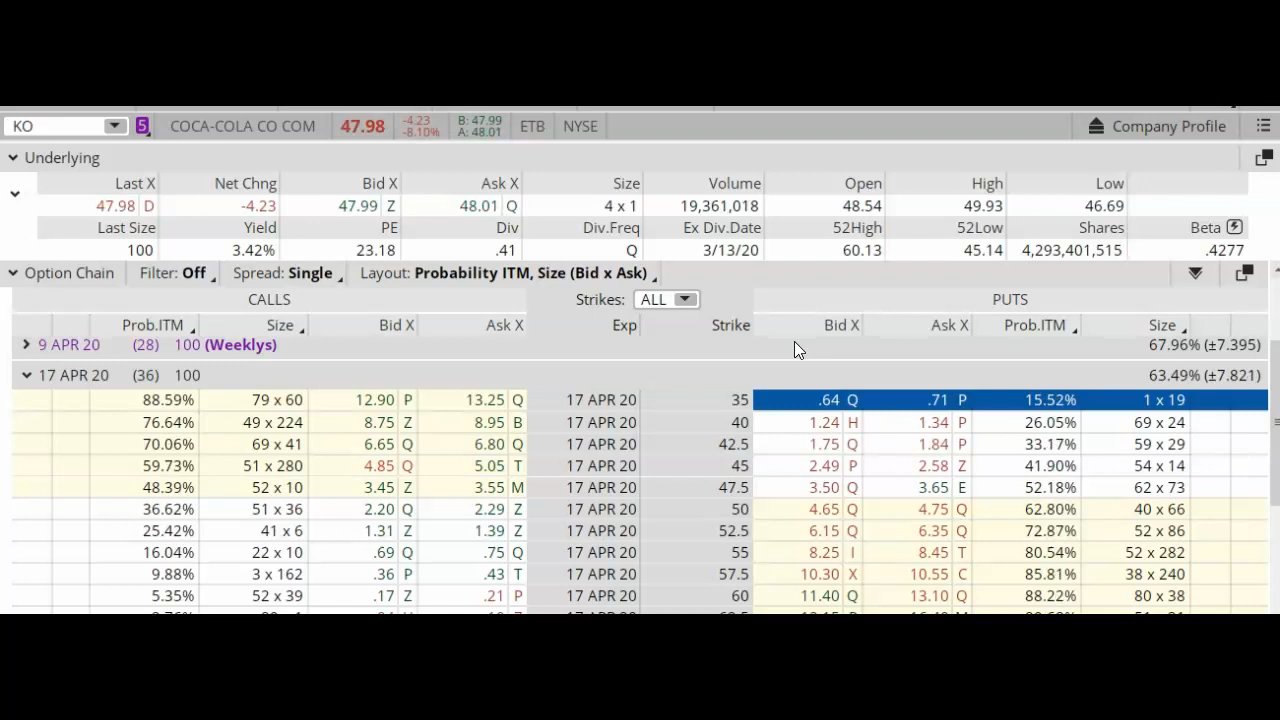 KO 5 COCA-COLA CO COM 47.98 -4.23 -8.10% B: 47.99 A: 48.01 ETB NYSE Company Profile
Underlying
Last X Net Chng Bid X Ask X Size Volume Open High Low
47.98 D -4.23 47.99 Z 48.01 Q 4 x 1 19,361,018 48.54 49.93 46.69
Last Size Yield PE Div Div.Freq Ex Div.Date 52High 52Low Shares Beta
100 3.42% 23.18 .41 Q 3/13/20 60.13 45.14 4,293,401,515 .4277
Option Chain Filter: Off Spread: Single Layout: Probability ITM, Size (Bid x Ask)
CALLS Strikes: ALL PUTS
Prob.ITM Size Bid X Ask X Exp Strike Bid X Ask X Prob.ITM Size
9 APR 20 (28) 100 (Weeklys) 67.96% (±7.395)
17 APR 20 (36) 100 63.49% (±7.821)
88.59% 79 x 60 12.90 P 13.25 Q 17 APR 20 35 .64 Q .71 P 15.52% 1 x 19
76.64% 49 x 224 8.75 Z 8.95 B 17 APR 20 40 1.24 H 1.34 P 26.05% 69 x 24
70.06% 69 x 41 6.65 Q 6.80 Q 17 APR 20 42.5 1.75 Q 1.84 P 33.17% 59 x 29
59.73% 51 x 280 4.85 Q 5.05 T 17 APR 20 45 2.49 P 2.58 Z 41.90% 54 x 14
48.39% 52 x 10 3.45 Z 3.55 M 17 APR 20 47.5 3.50 Q 3.65 E 52.18% 62 x 73
36.62% 51 x 36 2.20 Q 2.29 Z 17 APR 20 50 4.65 Q 4.75 Q 62.80% 40 x 66
25.42% 41 x 6 1.31 Z 1.39 Z 17 APR 20 52.5 6.15 Q 6.35 Q 72.87% 52 x 86
16.04% 22 x 10 .69 Q .75 Q 17 APR 20 55 8.25 I 8.45 T 80.54% 52 x 282
9.88% 3 x 162 .36 P .43 T 17 APR 20 57.5 10.30 X 10.55 C 85.81% 38 x 240
5.35% 52 x 39 .17 Z .21 P 17 APR 20 60 11.40 Q 13.10 Q 88.22% 80 x 38